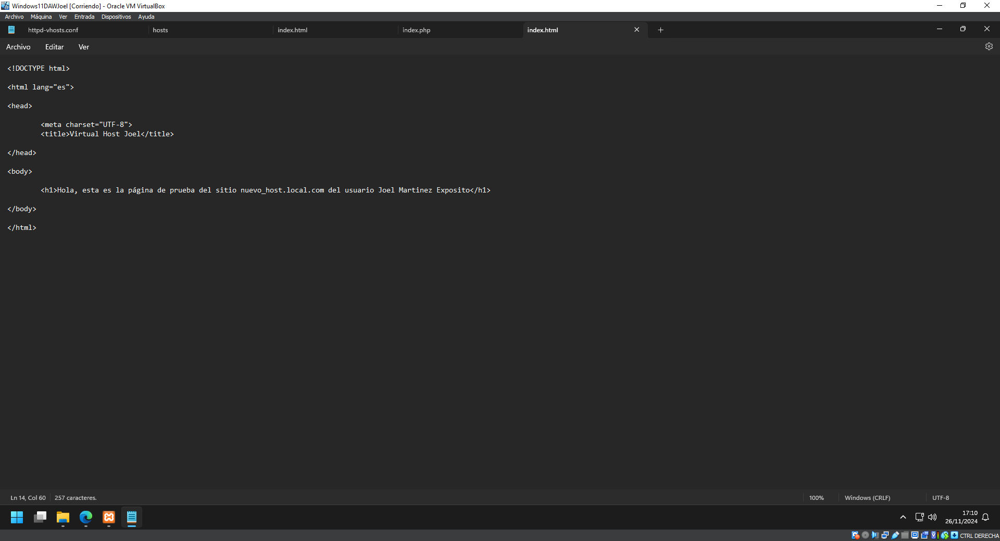 Windows11DAWJoel [Corriendo] - Oracle VM VirtualBox
Archivo Máquina Ver Entrada Dispositivos Ayuda
httpd-vhosts.conf hosts index.html index.php index.html
Archivo Editar Ver
<!DOCTYPE html>
<html lang="es">
<head>
<meta charset="UTF-8">
<title>Virtual Host Joel</title>
</head>
<body>
<h1>Hola, esta es la página de prueba del sitio nuevo_host.local.com del usuario Joel Martinez Exposito</h1>
</body>
</html>
Ln 14, Col 60 257 caracteres. 100% Windows (CRLF) UTF-8
17:10
26/11/2024
CTRL DERECHA